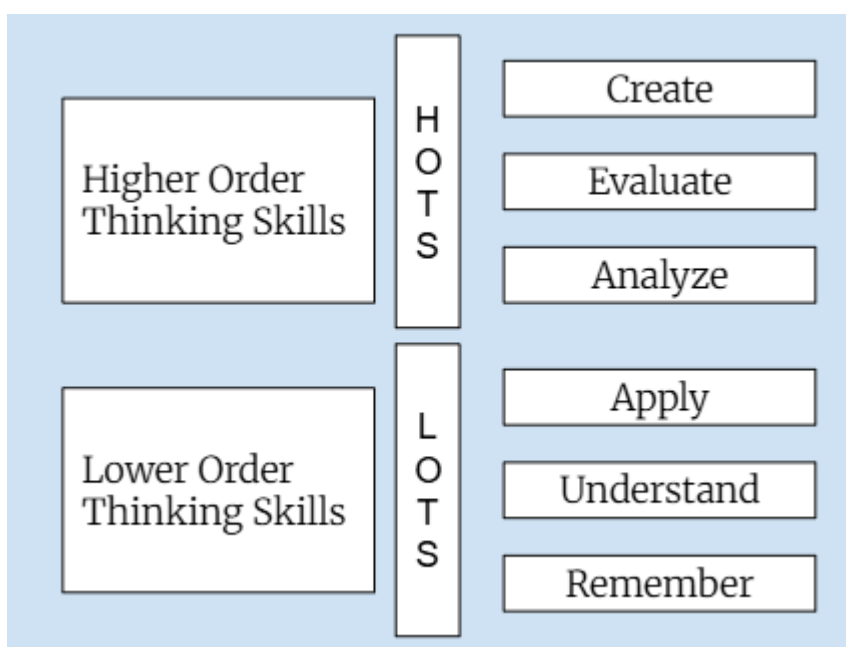 Higher Order
Thinking Skills
H
O
T
S
Create
Evaluate
Analyze
Lower Order
Thinking Skills
L
O
T
S
Apply
Understand
Remember